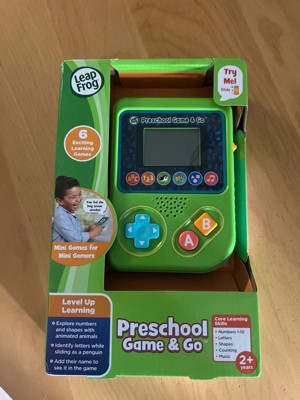 Leap
Frog
Try
Me!
Preschool Game & Go
6
Exciting
Learning
Games
Mini Games for
Mini Gamers
A
B
Level Up
Learning
• Explore numbers
and shapes with
animated animals
• Identify letters while
sliding as a penguin
• Add their name to
see it in the game
Preschool
Game & Go
Core Learning
Skills
• Numbers 1-10
• Letters
• Shapes
• Counting
• Music
2+
years